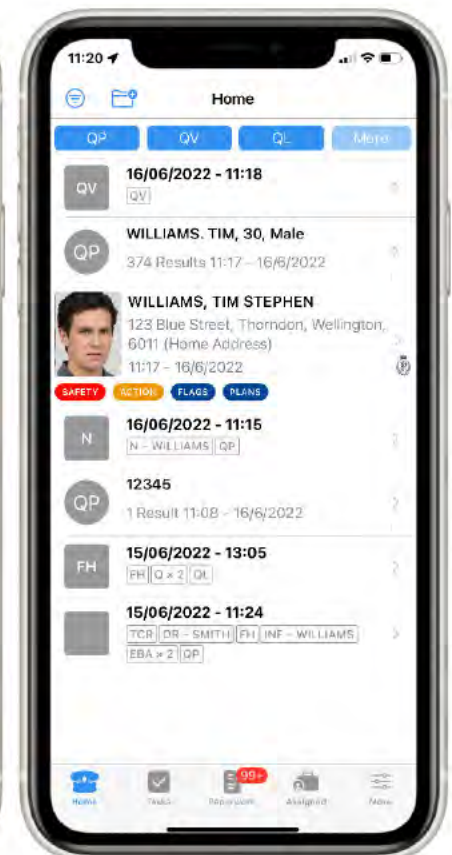 11:20
Home
QP QV QL More
QV
16/06/2022 - 11:18
QV
QP
WILLIAMS. TIM, 30, Male
374 Results 11:17 - 16/6/2022
WILLIAMS, TIM STEPHEN
123 Blue Street, Thorndon, Wellington,
6011 (Home Address)
11:17 - 16/6/2022
SAFETY ACTION FLAGS PLANS
N
16/06/2022 - 11:15
N - WILLIAMS QP
QP
12345
1 Result 11:08 - 16/6/2022
FH
15/06/2022 - 13:05
FH Q × 2 QL
15/06/2022 - 11:24
TCR OR - SMITH FH INF - WILLIAMS
EBA × 2 QP
99+
Home Tasks Assigned More